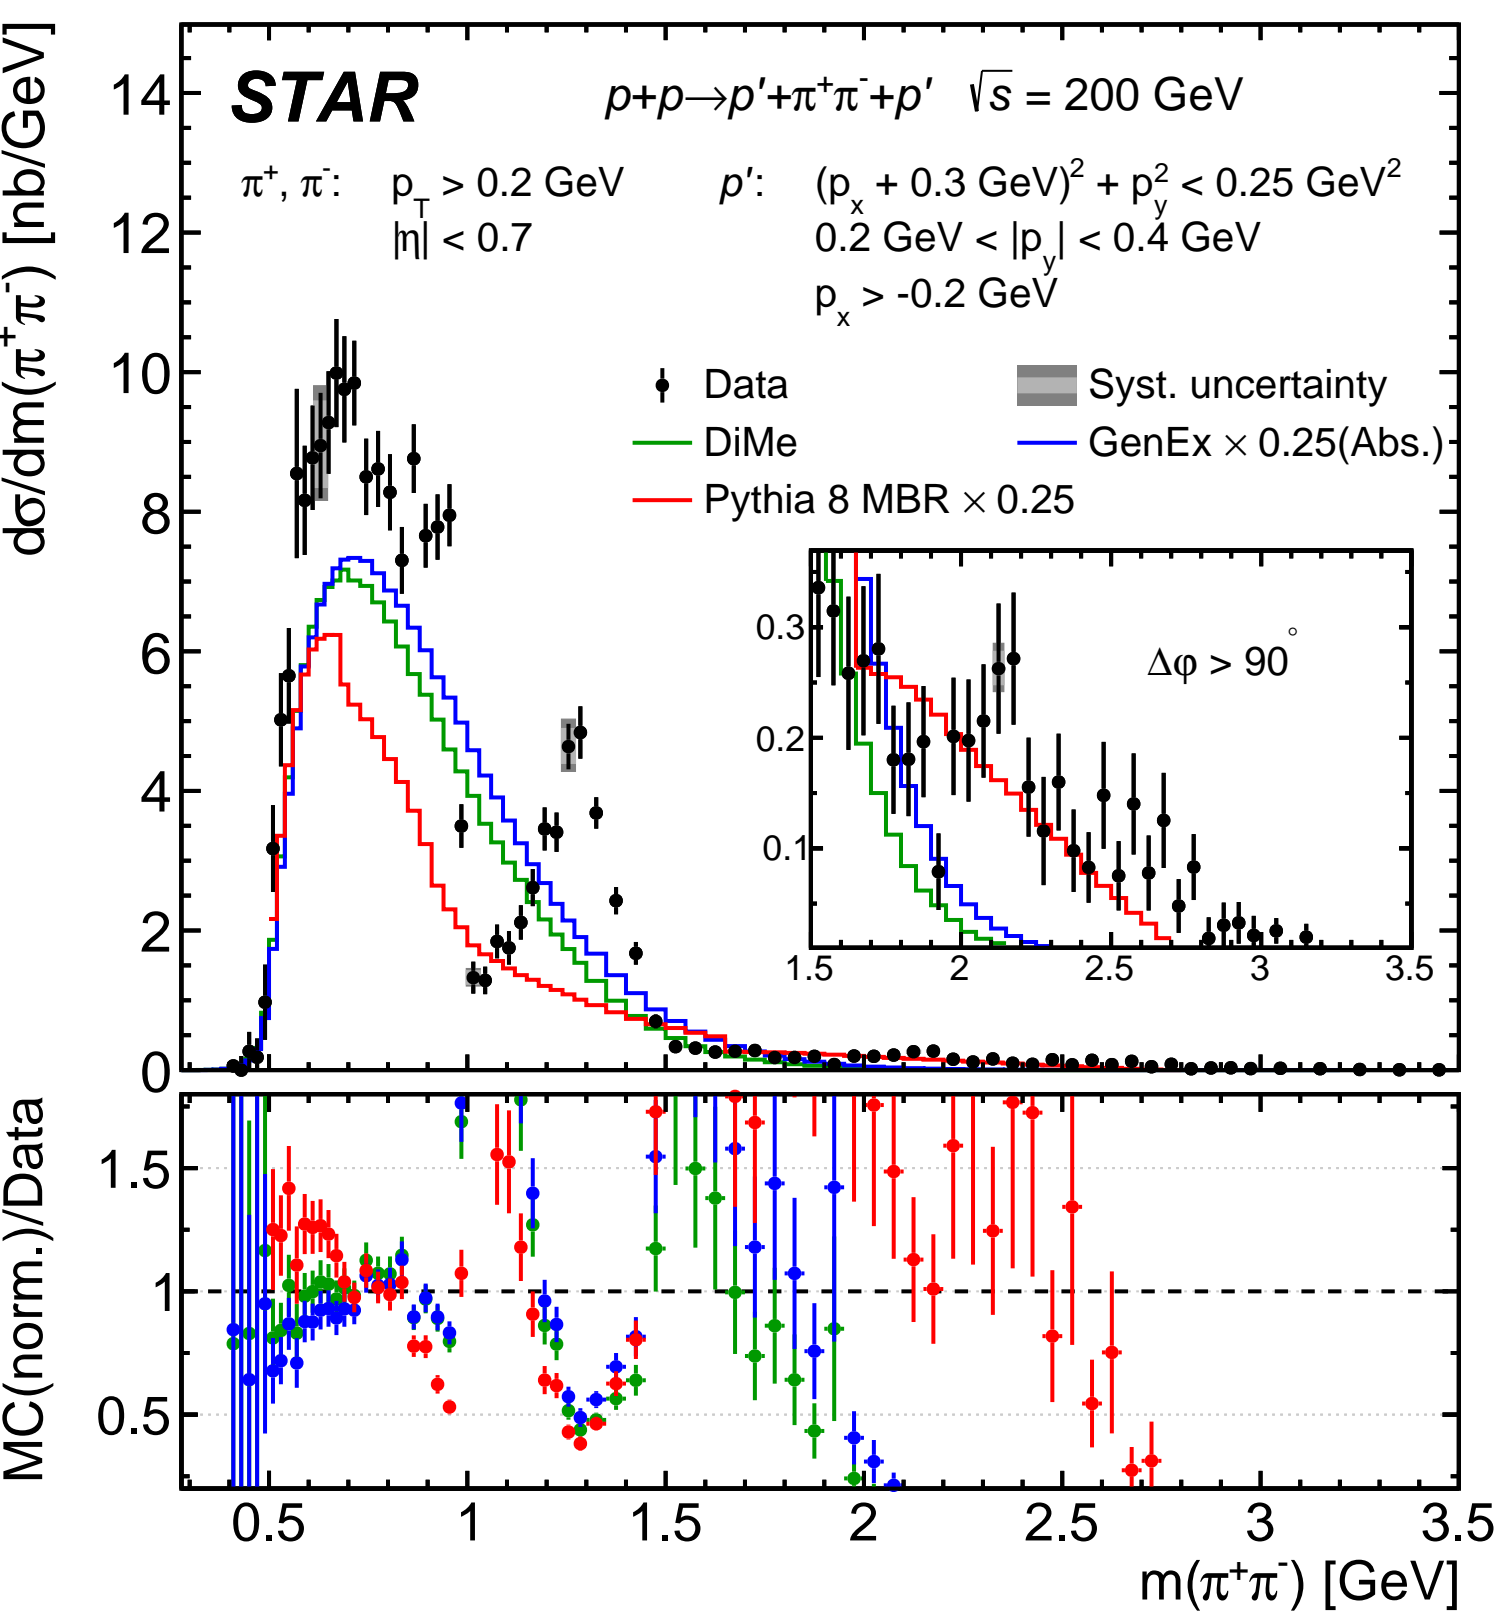 STAR p+p→p′+π⁺π⁻+p′ √s = 200 GeV
π⁺, π⁻: p_T > 0.2 GeV p′: (p_x + 0.3 GeV)² + p_y² < 0.25 GeV²
|η| < 0.7 0.2 GeV < |p_y| < 0.4 GeV
p_x > -0.2 GeV
Data Syst. uncertainty
DiMe GenEx × 0.25(Abs.)
Pythia 8 MBR × 0.25
dσ/dm(π⁺π⁻) [nb/GeV]
14
12
10
8
6
4
2
0
Δφ > 90°
0.3
0.2
0.1
1.5 2 2.5 3 3.5
MC(norm.)/Data
1.5
1
0.5
0.5 1 1.5 2 2.5 3 3.5
m(π⁺π⁻) [GeV]